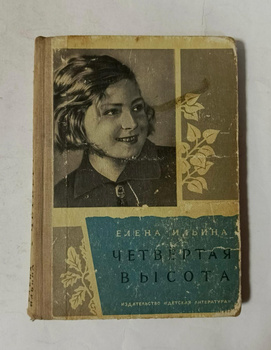 ЕЛЕНА ИЛЬИНА
ЧЕТВЕРТАЯ
ВЫСОТА
ИЗДАТЕЛЬСТВО «ДЕТСКАЯ ЛИТЕРАТУРА»